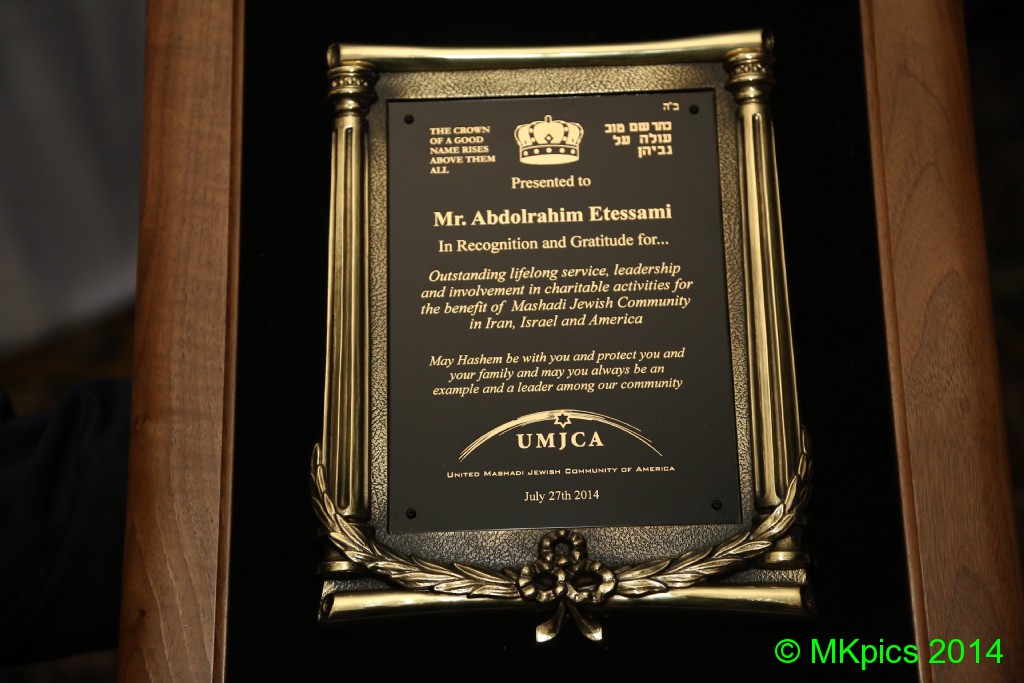 ב"ה
THE CROWN
OF A GOOD
NAME RISES
ABOVE THEM
ALL
כתר שם טוב
עולה על
גביהן
Presented to
Mr. Abdolrahim Etessami
In Recognition and Gratitude for...
Outstanding lifelong service, leadership
and involvement in charitable activities for
the benefit of Mashadi Jewish Community
in Iran, Israel and America
May Hashem be with you and protect you and
your family and may you always be an
example and a leader among our community
UMJCA
UNITED MASHADI JEWISH COMMUNITY OF AMERICA
July 27th 2014
© MKpics 2014